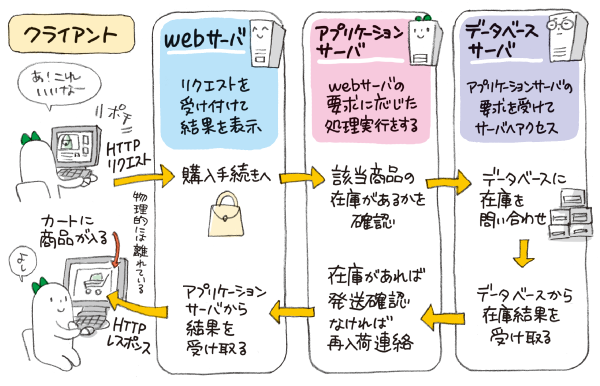 クライアント
あ!これ
いいな〜
リポチ
HTTP
リクエスト
物理的には離れている
カートに
商品が入る
よし
HTTP
レスポンス
webサーバ
リクエストを
受け付けて
結果を表示
購入手続きへ
アプリケーション
サーバから
結果を
受け取る
アプリケーション
サーバ
webサーバの
要求に応じた
処理実行をする
該当商品の
在庫があるかを
確認
在庫があれば
発送確認
なければ
再入荷連絡
データベース
サーバ
アプリケーションサーバの
要求を受けて
サーバへアクセス
データベースに
在庫を
問い合わせ
データベースから
在庫結果を
受け取る